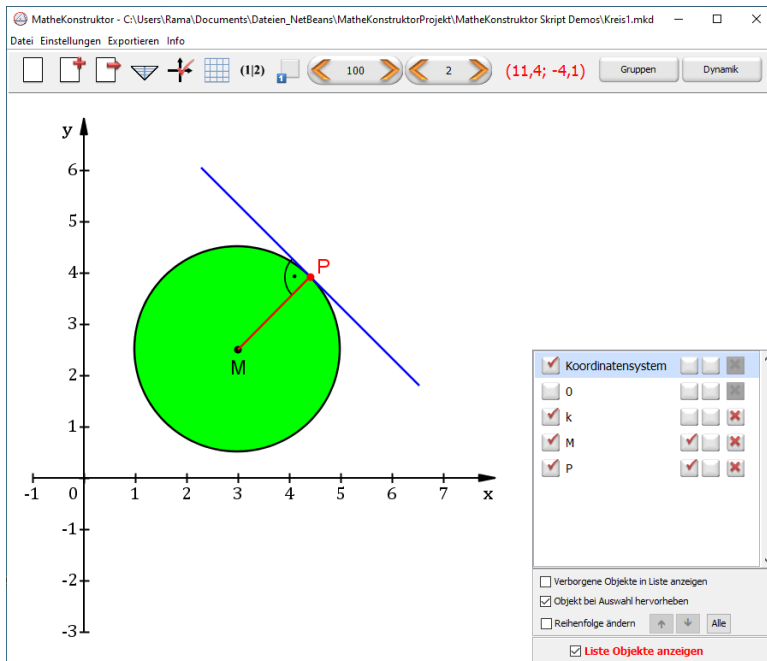 MatheKonstruktor - C:\Users\Rama\Documents\Dateien_NetBeans\MatheKonstruktorProjekt\MatheKonstruktor Skript Demos\Kreis1.mkd
Datei Einstellungen Exportieren Info
(1|2) 1 100 2 (11,4; -4,1) Gruppen Dynamik
y
6
5
P
4
3
M
2
1
-1 0 1 2 3 4 5 6 7 x
-1
-2
-3
Koordinatensystem
0
k
M
P
Verborgene Objekte in Liste anzeigen
Objekt bei Auswahl hervorheben
Reihenfolge ändern Alle
Liste Objekte anzeigen